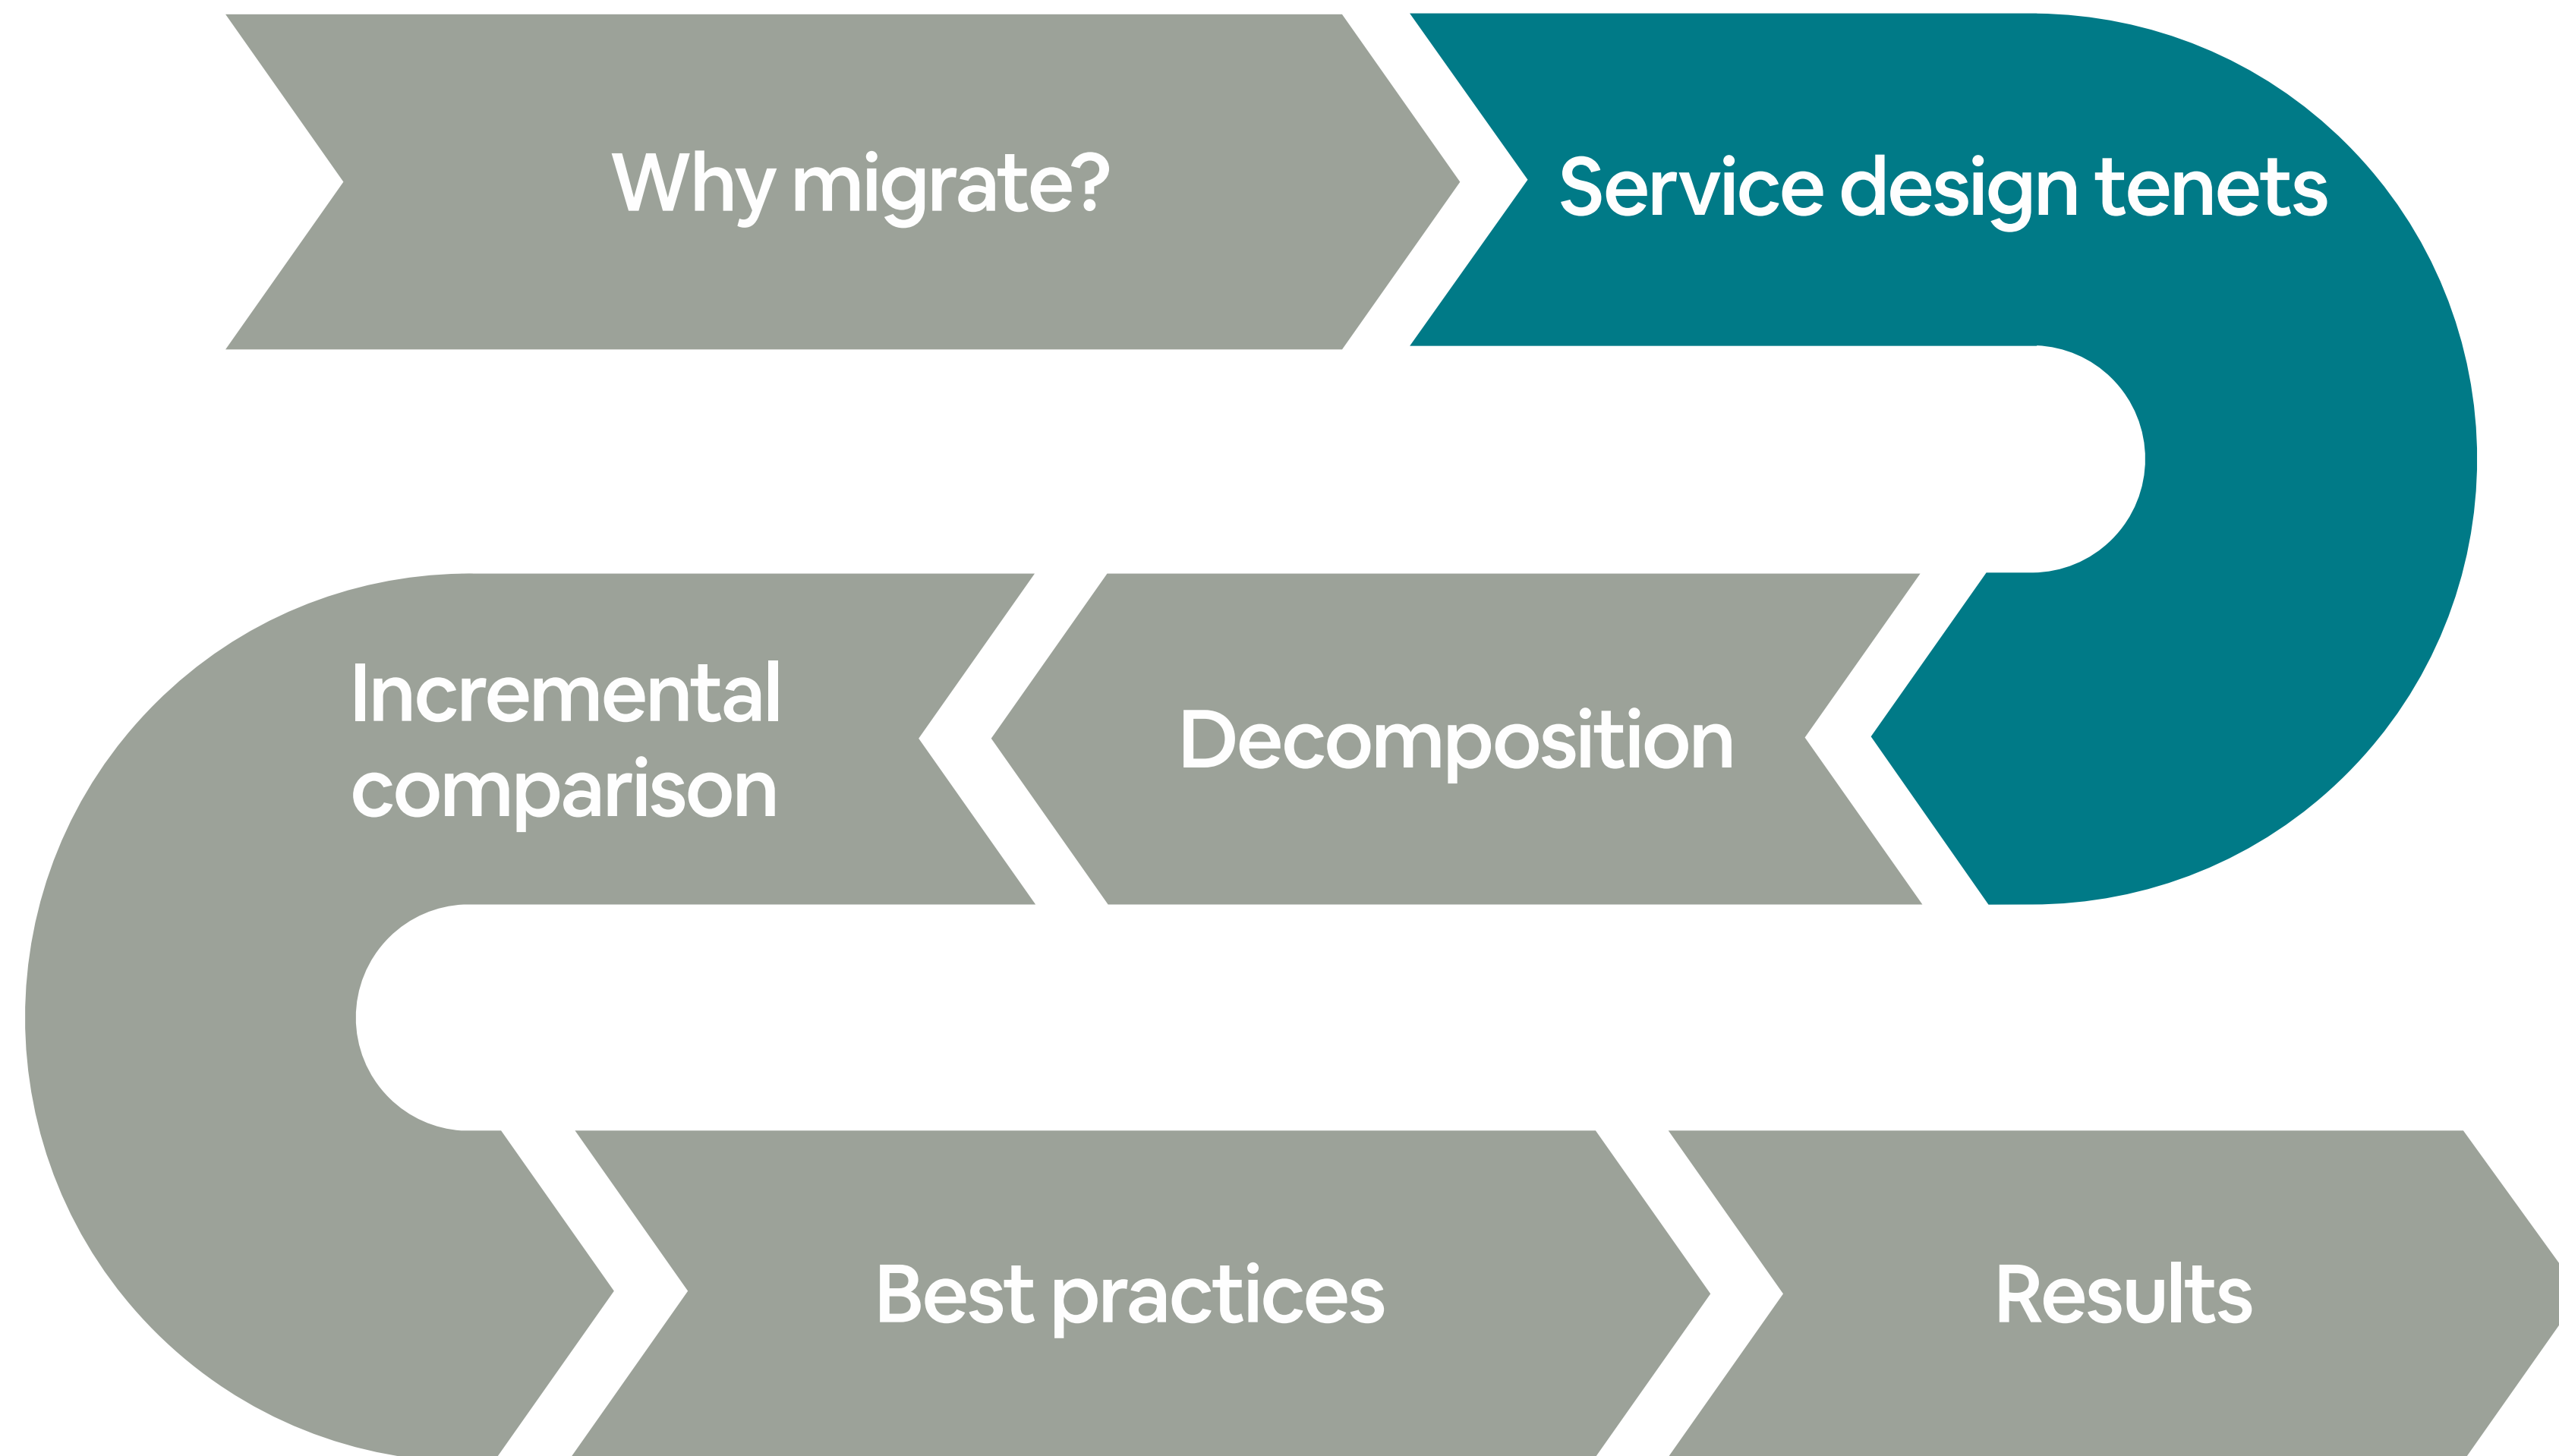 Why migrate?
Service design tenets
Decomposition
Incremental
comparison
Best practices
Results